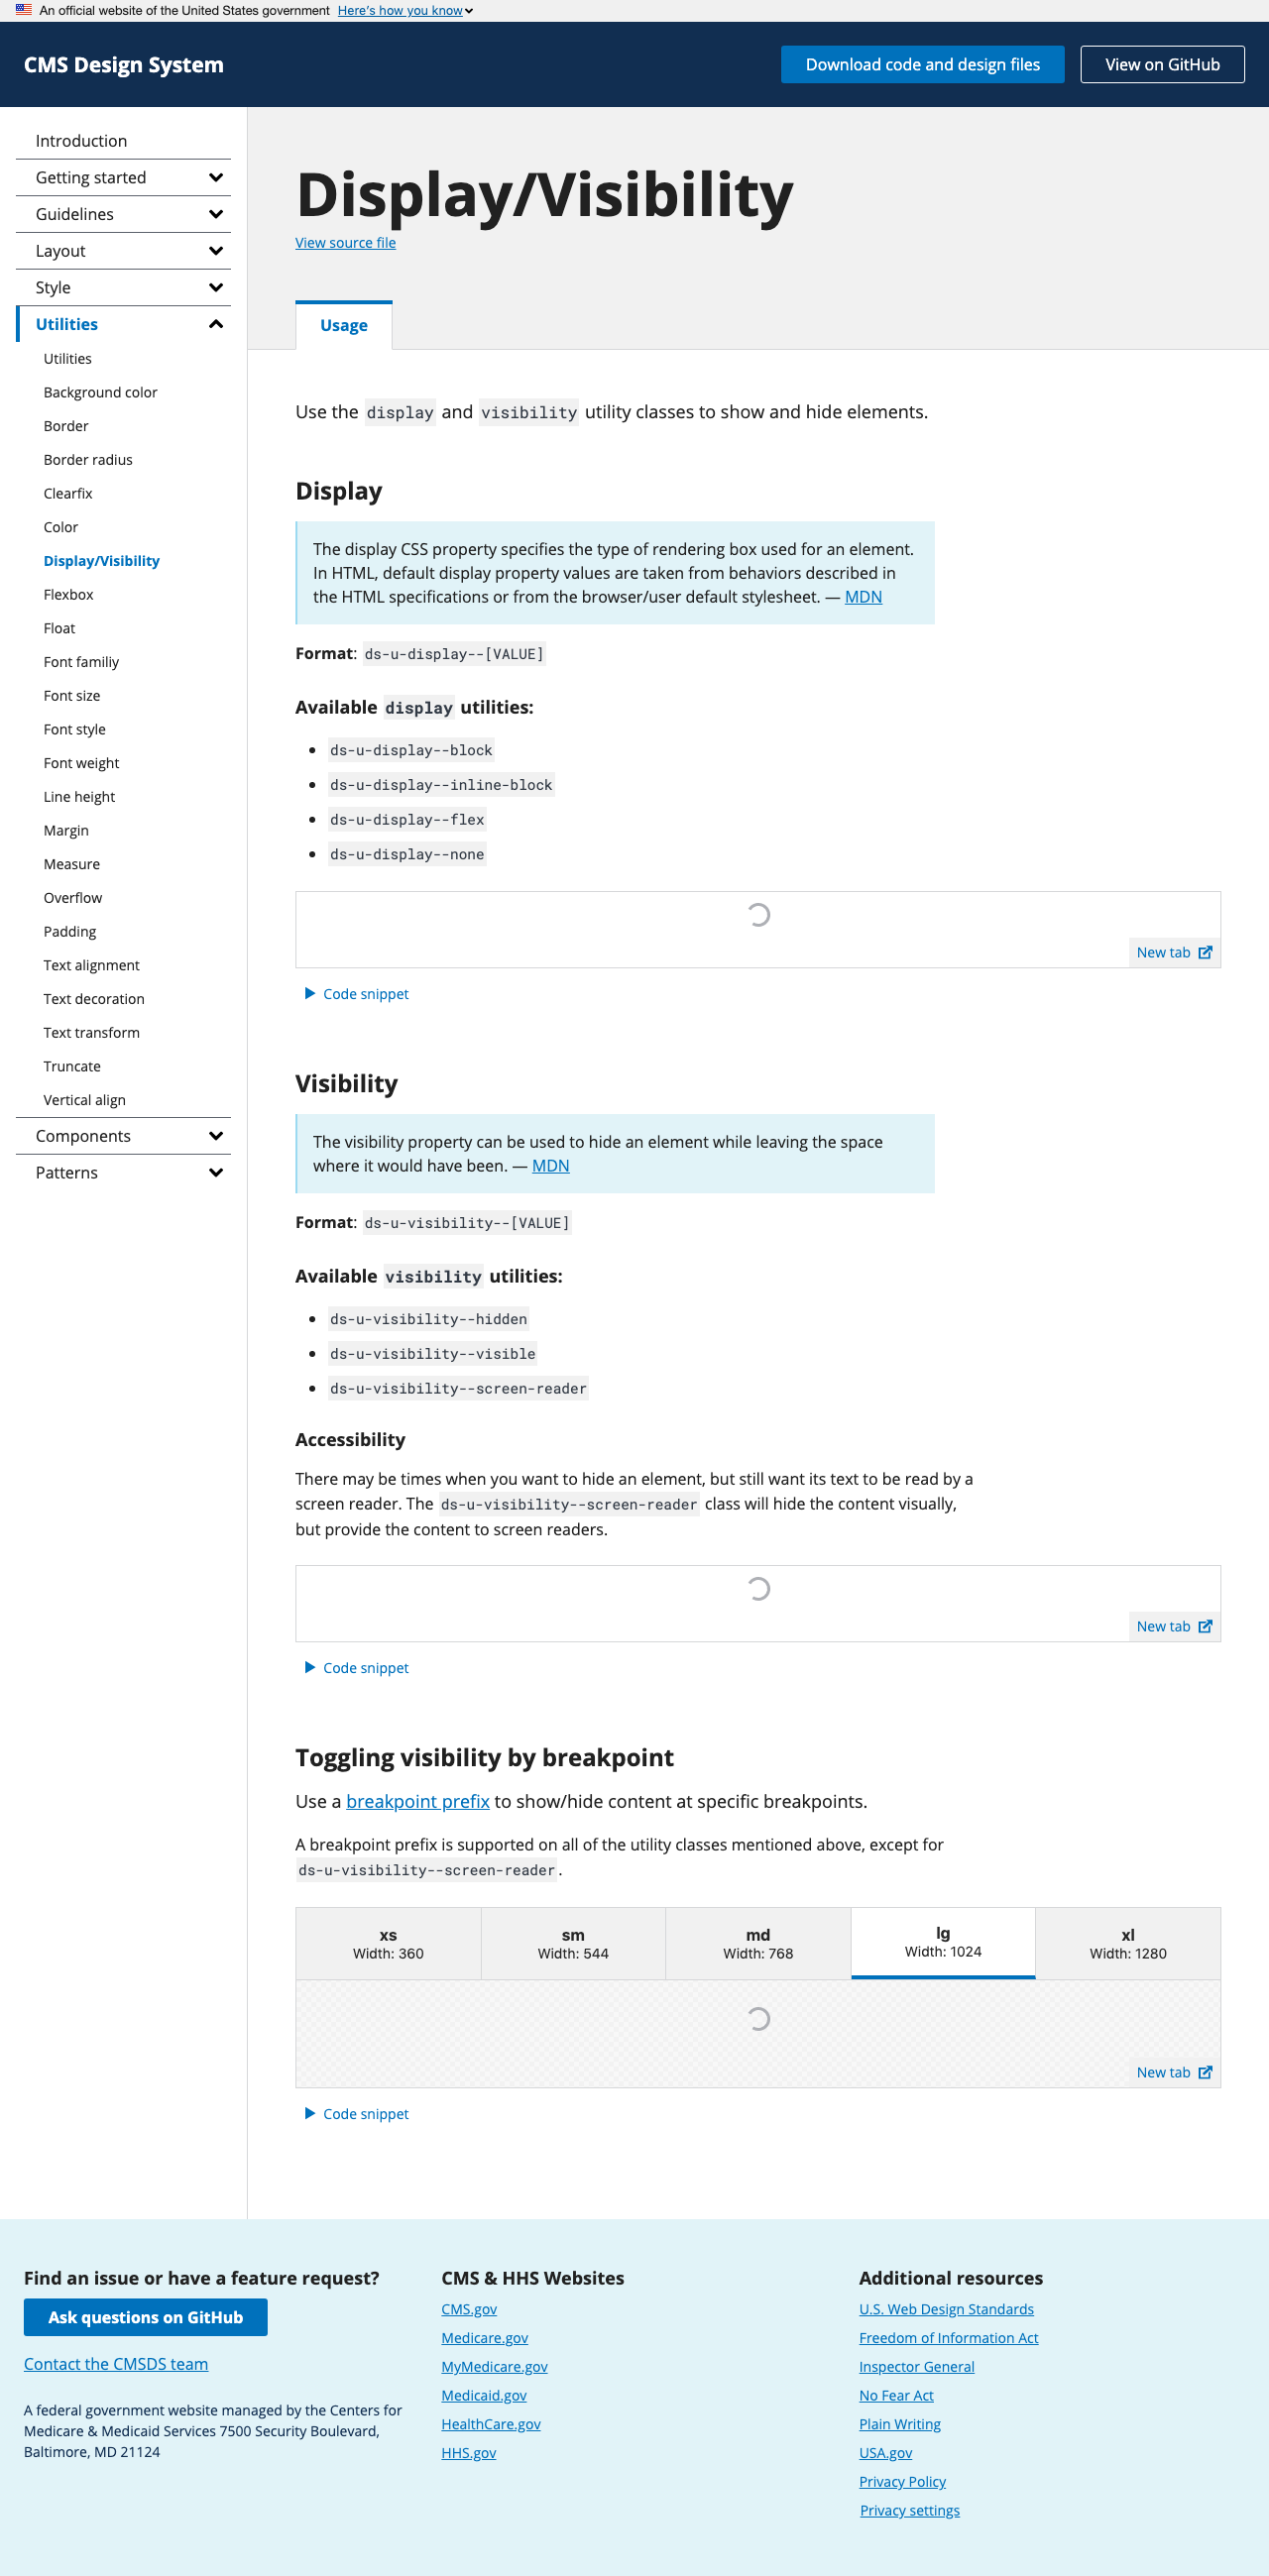 An official website of the United States government Here's how you know
CMS Design System
Download code and design files
View on GitHub
Introduction
Getting started
Guidelines
Layout
Style
Utilities
Utilities
Background color
Border
Border radius
Clearfix
Color
Display/Visibility
Flexbox
Float
Font familiy
Font size
Font style
Font weight
Line height
Margin
Measure
Overflow
Padding
Text alignment
Text decoration
Text transform
Truncate
Vertical align
Components
Patterns
Display/Visibility
View source file
Usage
Use the display and visibility utility classes to show and hide elements.
Display
The display CSS property specifies the type of rendering box used for an element.
In HTML, default display property values are taken from behaviors described in
the HTML specifications or from the browser/user default stylesheet. — MDN
Format: ds-u-display--[VALUE]
Available display utilities:
ds-u-display--block
ds-u-display--inline-block
ds-u-display--flex
ds-u-display--none
New tab
Code snippet
Visibility
The visibility property can be used to hide an element while leaving the space
where it would have been. — MDN
Format: ds-u-visibility--[VALUE]
Available visibility utilities:
ds-u-visibility--hidden
ds-u-visibility--visible
ds-u-visibility--screen-reader
Accessibility
There may be times when you want to hide an element, but still want its text to be read by a
screen reader. The ds-u-visibility--screen-reader class will hide the content visually,
but provide the content to screen readers.
New tab
Code snippet
Toggling visibility by breakpoint
Use a breakpoint prefix to show/hide content at specific breakpoints.
A breakpoint prefix is supported on all of the utility classes mentioned above, except for
ds-u-visibility--screen-reader.
xs
Width: 360
sm
Width: 544
md
Width: 768
lg
Width: 1024
xl
Width: 1280
New tab
Code snippet
Find an issue or have a feature request?
Ask questions on GitHub
Contact the CMSDS team
A federal government website managed by the Centers for
Medicare & Medicaid Services 7500 Security Boulevard,
Baltimore, MD 21124
CMS & HHS Websites
CMS.gov
Medicare.gov
MyMedicare.gov
Medicaid.gov
HealthCare.gov
HHS.gov
Additional resources
U.S. Web Design Standards
Freedom of Information Act
Inspector General
No Fear Act
Plain Writing
USA.gov
Privacy Policy
Privacy settings